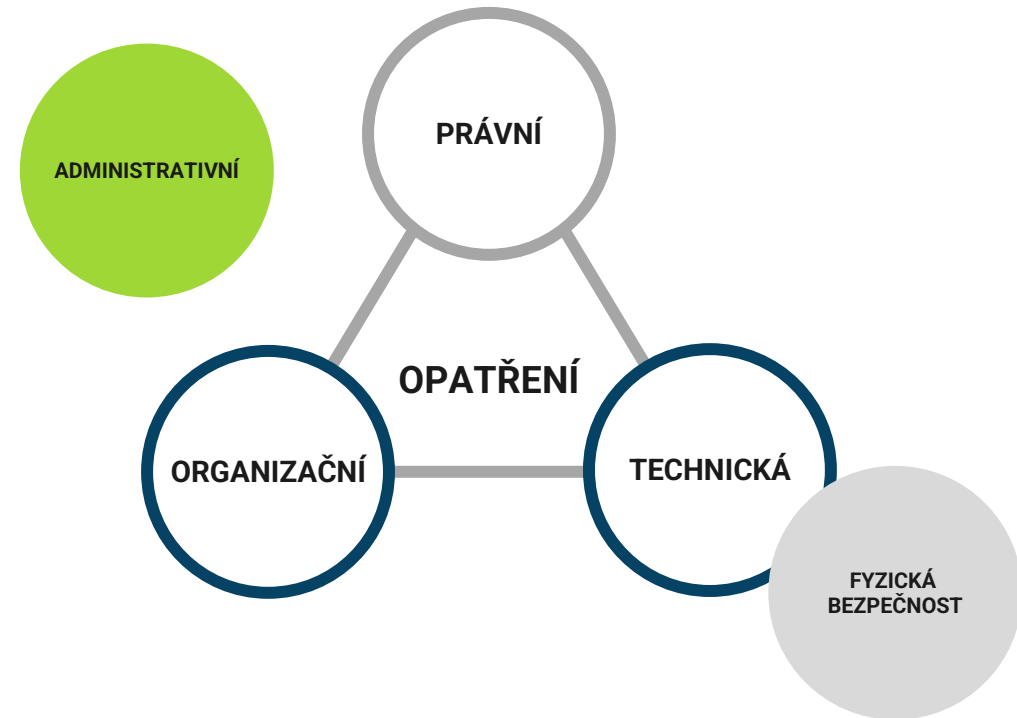 PRÁVNÍ
ADMINISTRATIVNÍ
OPATŘENÍ
ORGANIZAČNÍ
TECHNICKÁ
FYZICKÁ
BEZPEČNOST